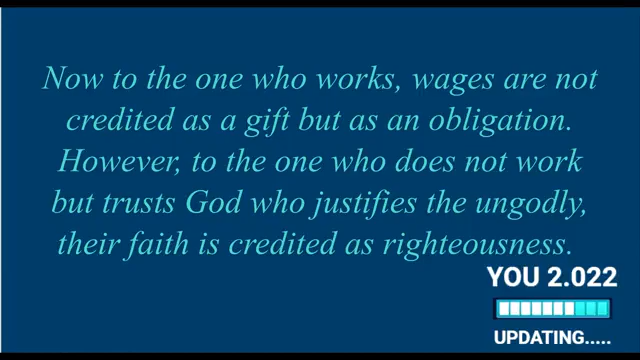 Now to the one who works, wages are not
credited as a gift but as an obligation.
However, to the one who does not work
but trusts God who justifies the ungodly,
their faith is credited as righteousness.
YOU 2.022
UPDATING.....